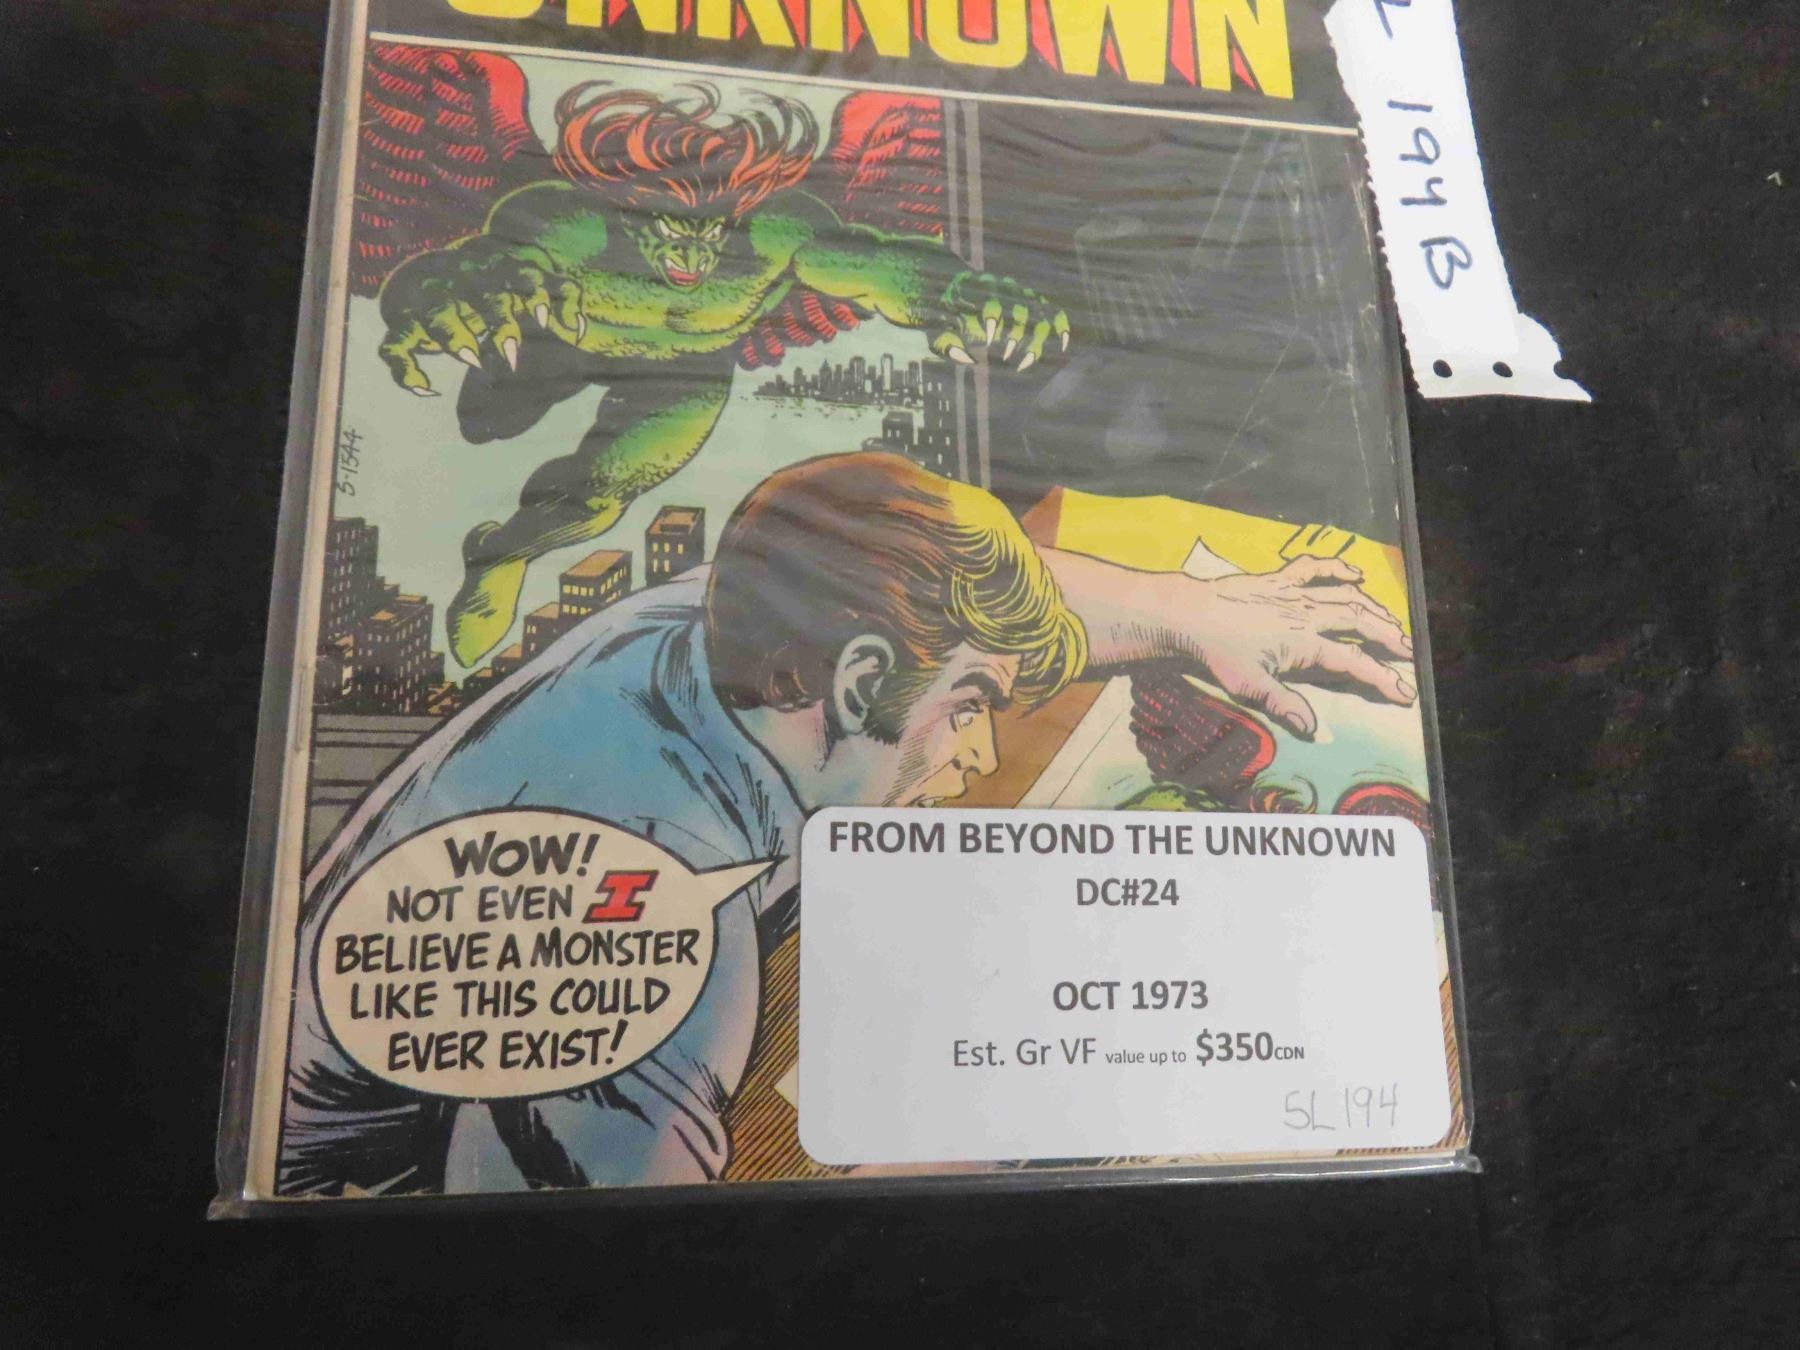 UNKNOWN
194B
5-1544
WOW!
NOT EVEN I
BELIEVE A MONSTER
LIKE THIS COULD
EVER EXIST!
FROM BEYOND THE UNKNOWN
DC#24
OCT 1973
Est. Gr VF value up to $350CDN
SL194